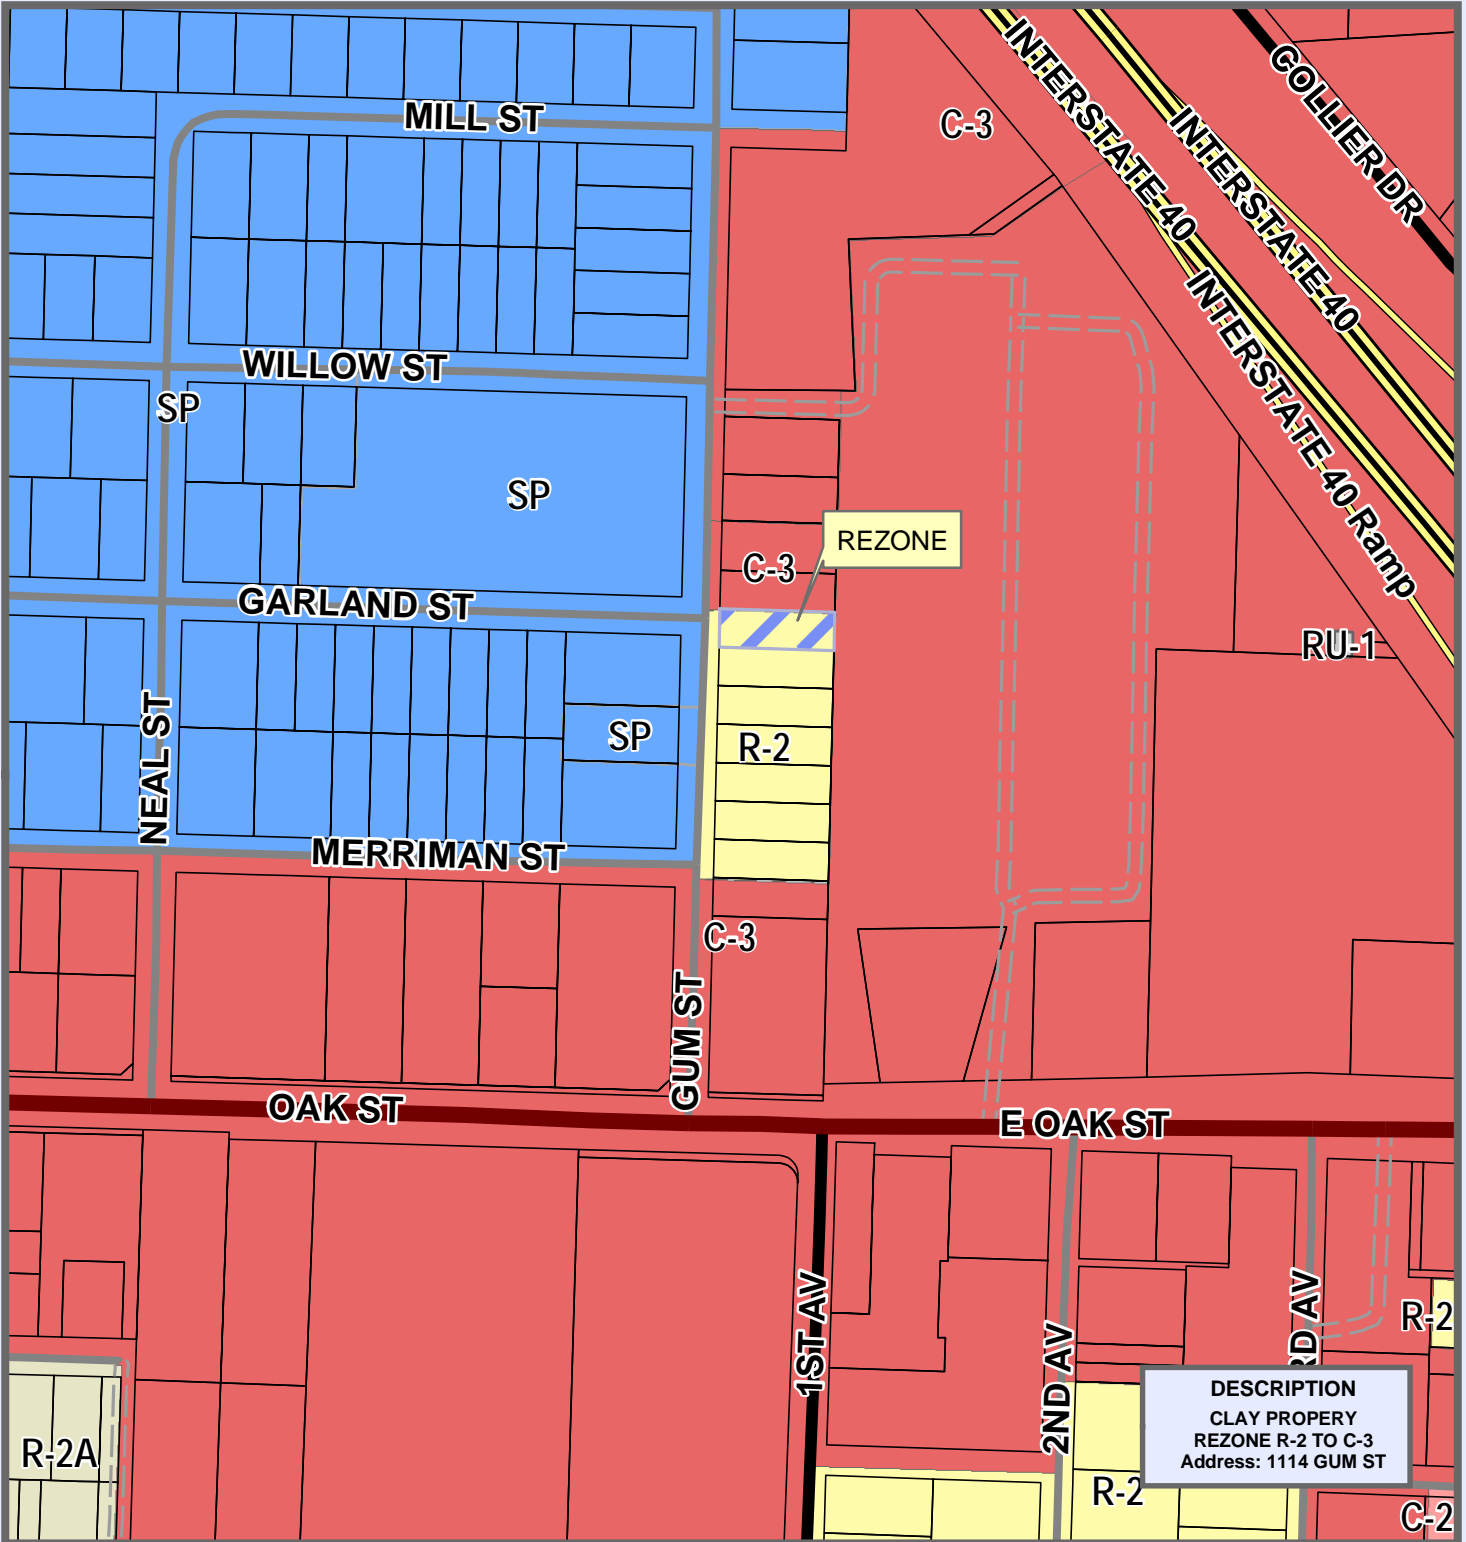 INTERSTATE 40
INTERSTATE 40
COLLIER DR
MILL ST
C-3
INTERSTATE 40 Ramp
WILLOW ST
SP
SP
REZONE
C-3
GARLAND ST
RU-1
NEAL ST
SP
R-2
MERRIMAN ST
C-3
GUM ST
OAK ST
E OAK ST
1ST AV
2ND AV
RD AV
R-2
DESCRIPTION
CLAY PROPERY
REZONE R-2 TO C-3
Address: 1114 GUM ST
R-2A
R-2
C-2